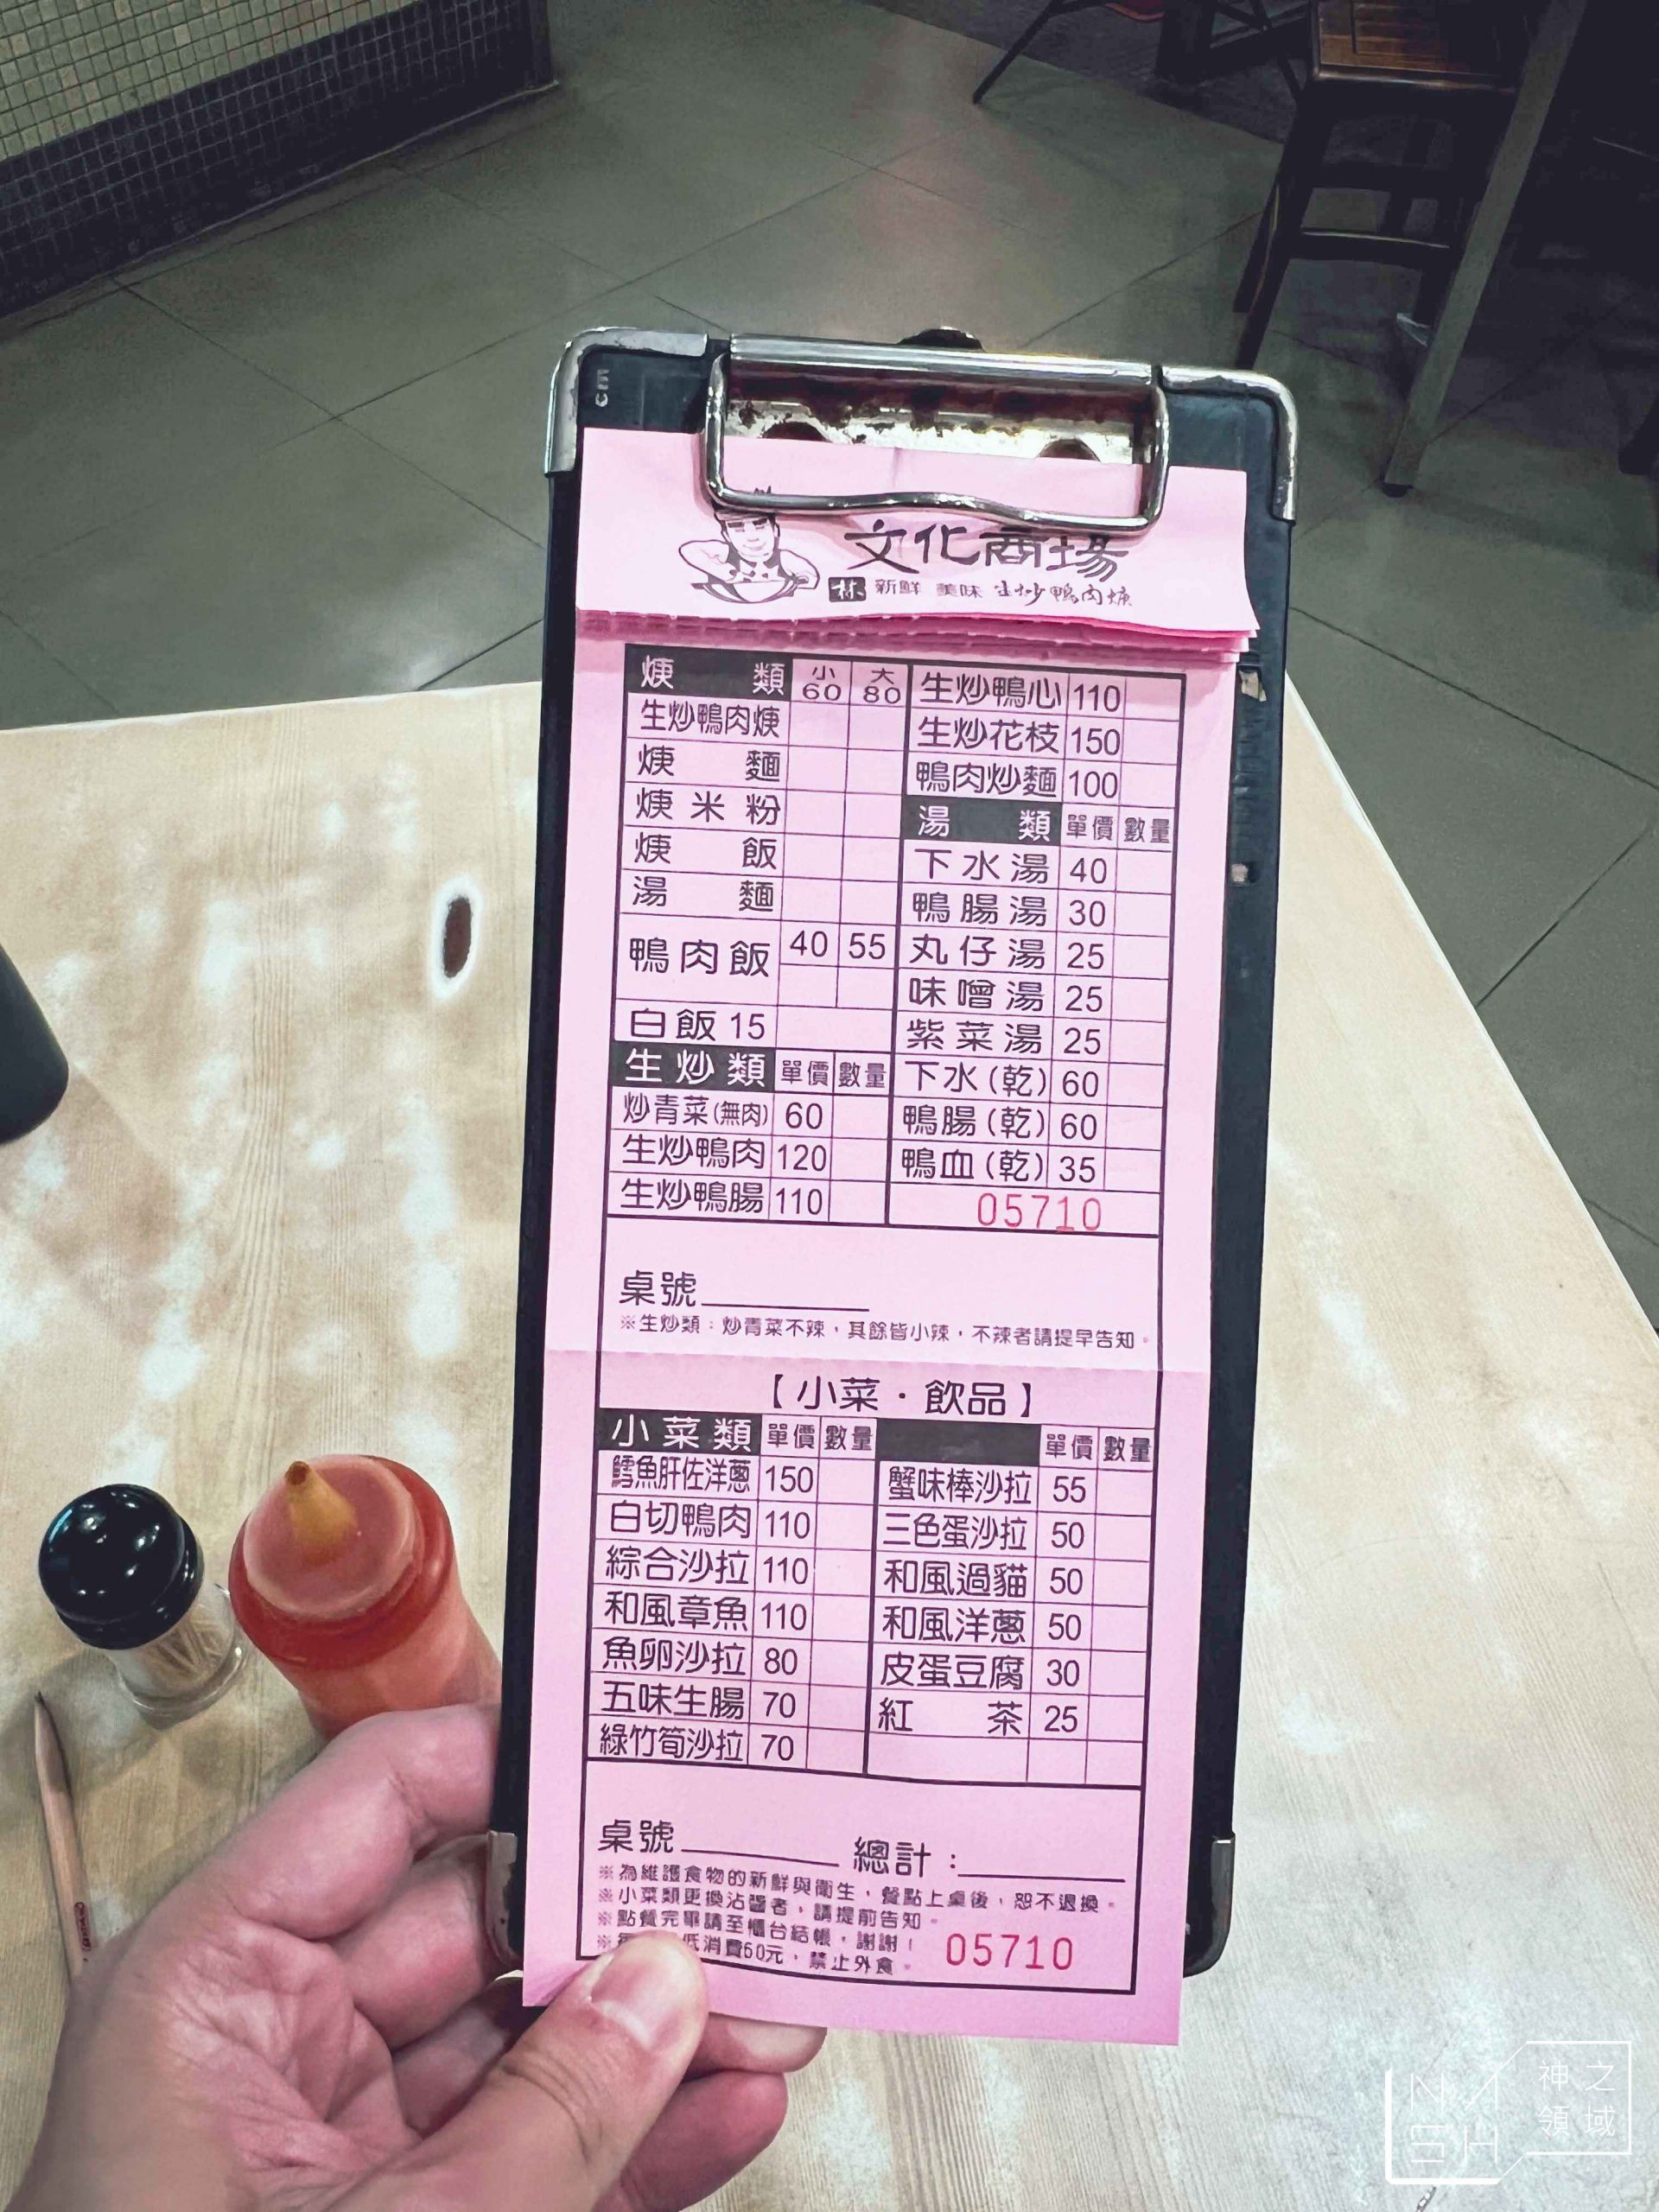 cm
文化商場
林 新鮮 美味 生炒鴨肉焿
焿類 小60 大80
生炒鴨肉焿
焿麵
焿米粉
焿飯
湯麵
鴨肉飯 40 55
白飯 15
生炒類 單價 數量
炒青菜(無肉) 60
生炒鴨肉 120
生炒鴨腸 110
生炒鴨心 110
生炒花枝 150
鴨肉炒麵 100
湯類 單價 數量
下水湯 40
鴨腸湯 30
丸仔湯 25
味噌湯 25
紫菜湯 25
下水(乾) 60
鴨腸(乾) 60
鴨血(乾) 35
05710
桌號
※生炒類：炒青菜不辣，其餘皆小辣，不辣者請提早告知。
【小菜·飲品】
小菜類 單價 數量
鱈魚肝佐洋蔥 150
白切鴨肉 110
綜合沙拉 110
和風章魚 110
魚卵沙拉 80
五味生腸 70
綠竹筍沙拉 70
單價 數量
蟹味棒沙拉 55
三色蛋沙拉 50
和風過貓 50
和風洋蔥 50
皮蛋豆腐 30
紅茶 25
桌號 總計：
※為維護食物的新鮮與衛生，餐點上桌後，恕不退換。
※小菜類更換沾醬者，請提前告知。
※點餐完畢請至櫃台結帳，謝謝！
※ 低消費60元，禁止外食。
05710
NASH
神之
領域